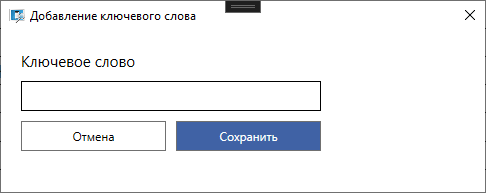 Добавление ключевого слова
Ключевое слово
Отмена
Сохранить